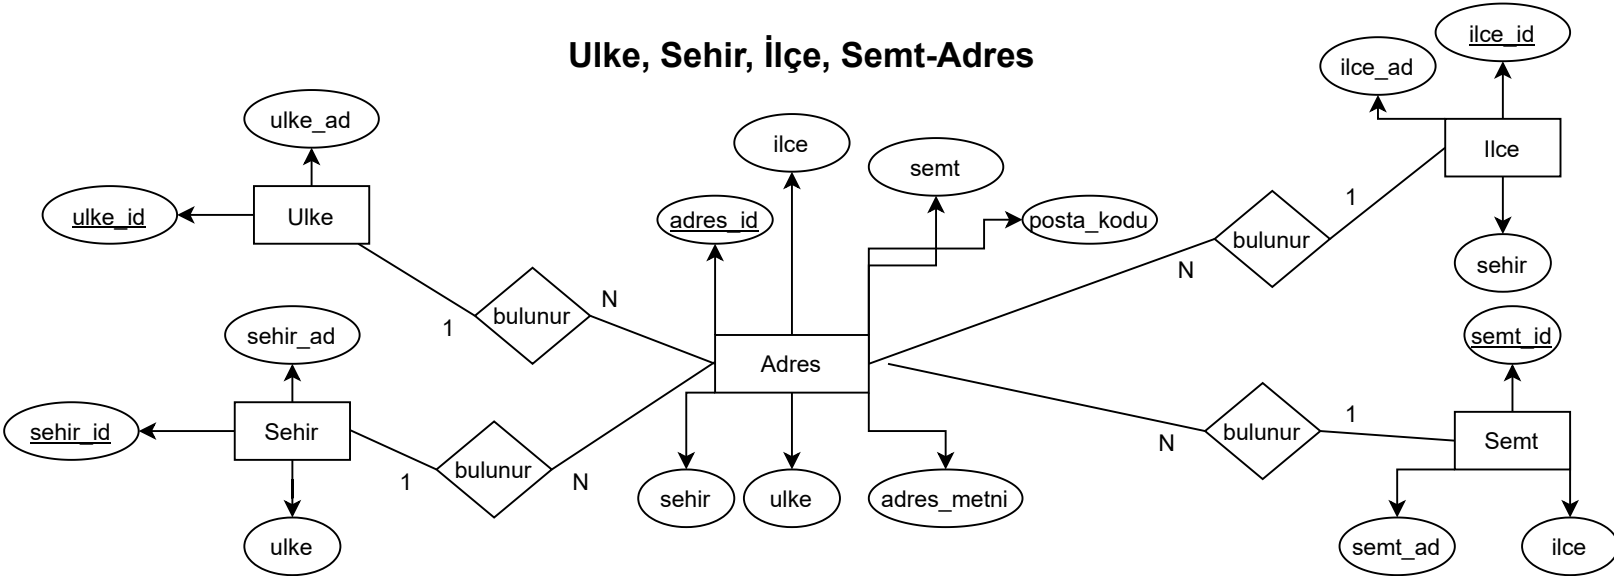 Ulke, Sehir, İlçe, Semt-Adres
ilce_id
ilce_ad
ulke_ad
ilce
Ilce
semt
ulke_id
Ulke
adres_id
posta_kodu
1
bulunur
N
sehir
N
bulunur
1
sehir_ad
semt_id
Adres
sehir_id
Sehir
1
bulunur
N
Semt
bulunur
1
N
sehir
ulke
adres_metni
ulke
semt_ad
ilce